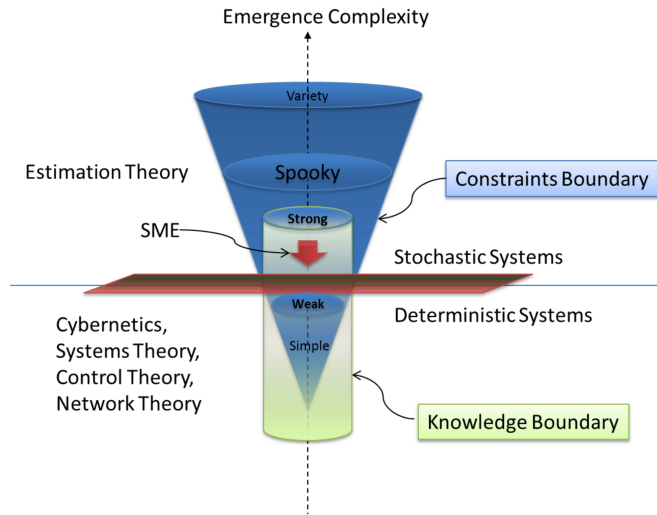 Emergence Complexity
Variety
Estimation Theory
Spooky
Constraints Boundary
Strong
SME
Stochastic Systems
Weak
Deterministic Systems
Cybernetics,
Systems Theory,
Control Theory,
Network Theory
Simple
Knowledge Boundary